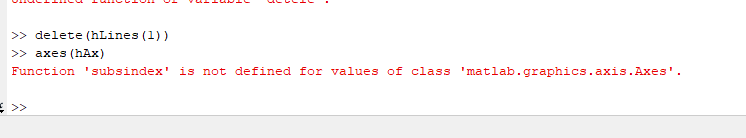 Undefined function or variable 'detele'.
>> delete(hLines(1))
>> axes(hAx)
Function 'subsindex' is not defined for values of class 'matlab.graphics.axis.Axes'.
>>